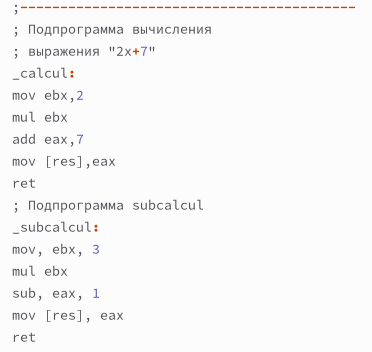 ;------------------------------------------
; Подпрограмма вычисления
; выражения "2x+7"
_calcul:
mov ebx,2
mul ebx
add eax,7
mov [res],eax
ret
; Подпрограмма subcalcul
_subcalcul:
mov, ebx, 3
mul ebx
sub, eax, 1
mov [res], eax
ret